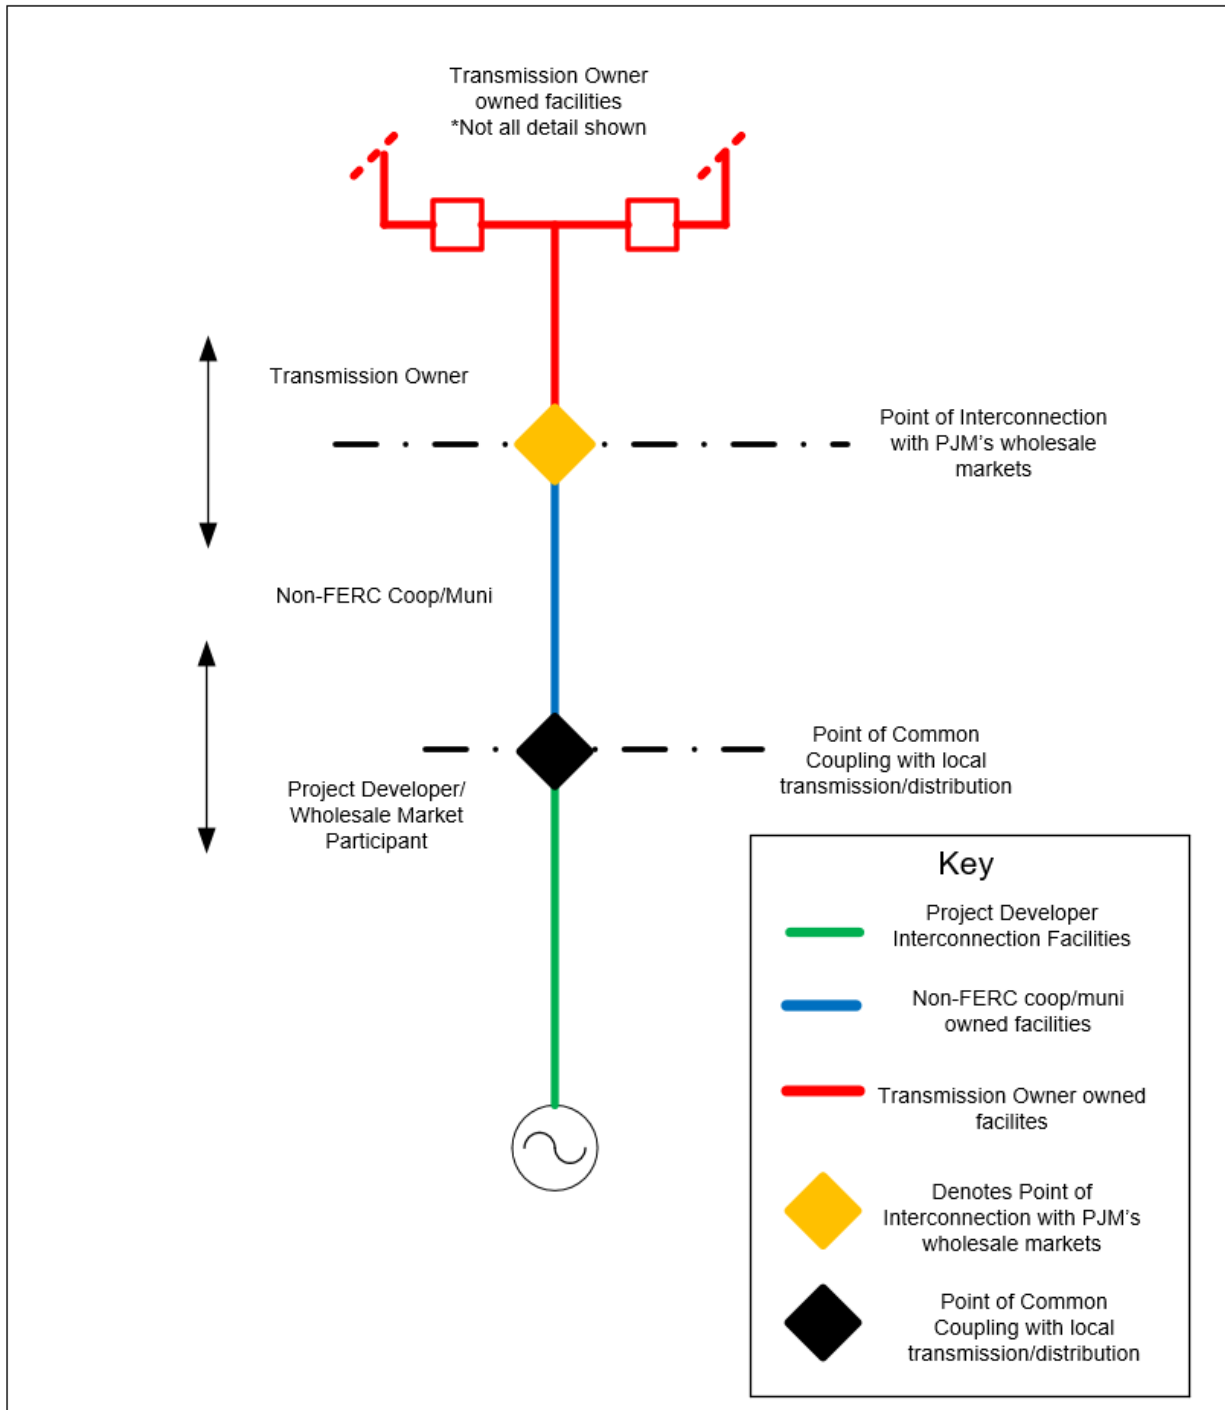 Transmission Owner
owned facilities
*Not all detail shown
Transmission Owner
Point of Interconnection
with PJM's wholesale
markets
Non-FERC Coop/Muni
Point of Common
Coupling with local
transmission/distribution
Project Developer/
Wholesale Market
Participant
Key
Project Developer
Interconnection Facilities
Non-FERC coop/muni
owned facilities
Transmission Owner owned
facilites
Denotes Point of
Interconnection with PJM's
wholesale markets
Point of Common
Coupling with local
transmission/distribution